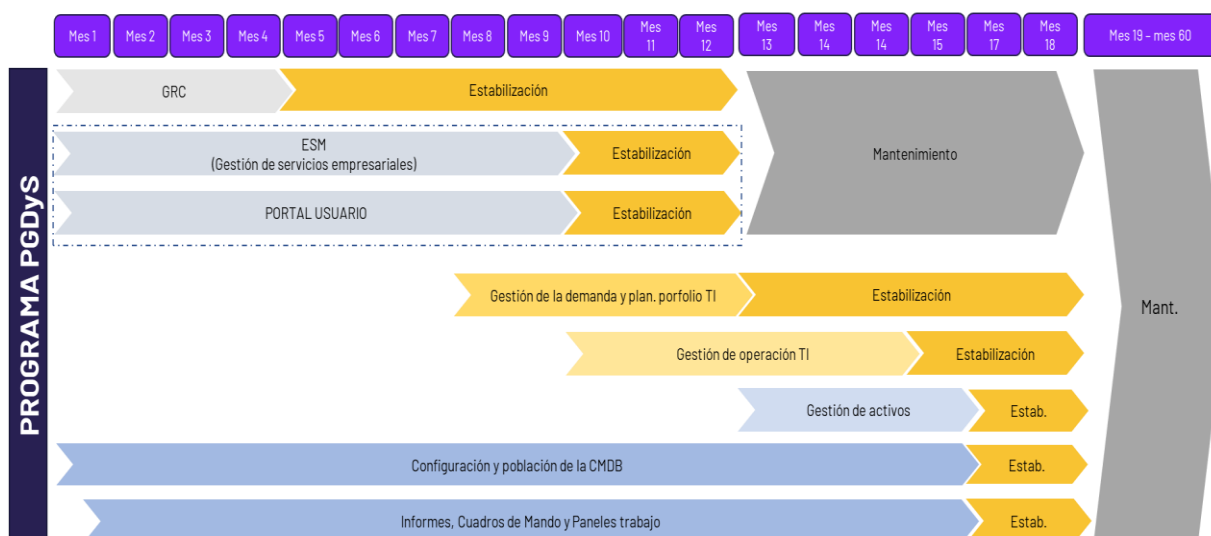 Mes 1
Mes 2
Mes 3
Mes 4
Mes 5
Mes 6
Mes 7
Mes 8
Mes 9
Mes 10
Mes
11
Mes
12
Mes
13
Mes
14
Mes
14
Mes
15
Mes
17
Mes
18
Mes 19 – mes 60
PROGRAMA PGDyS
GRC
Estabilización
ESM
(Gestión de servicios empresariales)
Estabilización
Mantenimiento
PORTAL USUARIO
Estabilización
Gestión de la demanda y plan. porfolio TI
Estabilización
Mant.
Gestión de operación TI
Estabilización
Gestión de activos
Estab.
Configuración y población de la CMDB
Estab.
Informes, Cuadros de Mando y Paneles trabajo
Estab.